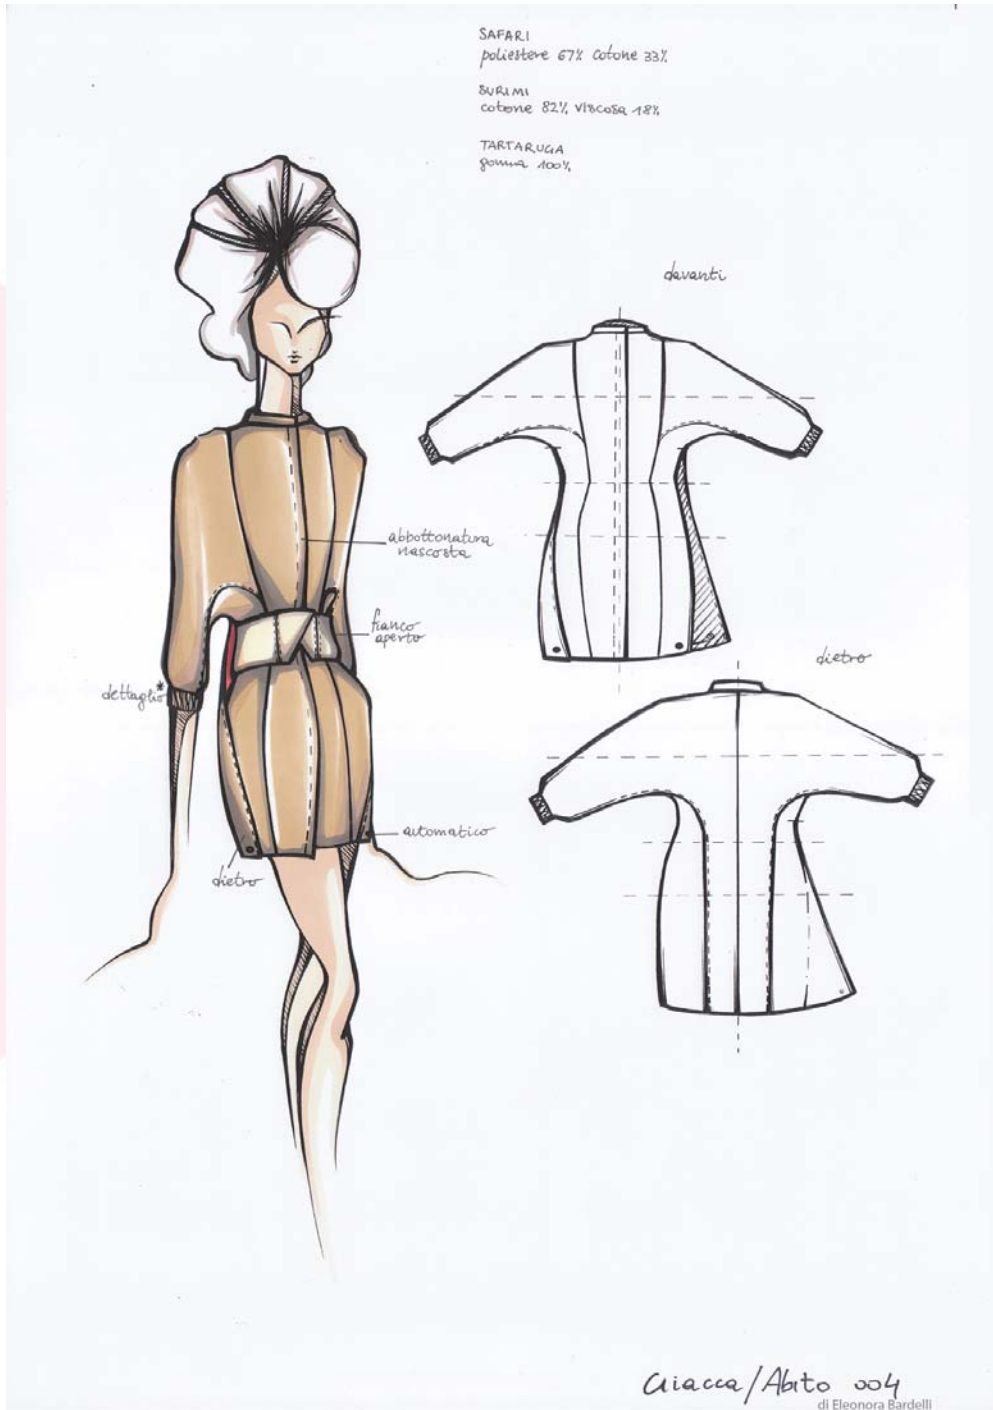 SAFARI
poliestere 67% cotone 33%
SURIMI
cotone 82% viscosa 18%
TARTARUGA
gomma 100%
davanti
abbottonatura
nascosta
fianco
aperto
dietro
dettaglio*
automatico
dietro
Giacca/Abito 004
di Eleonora Bardelli